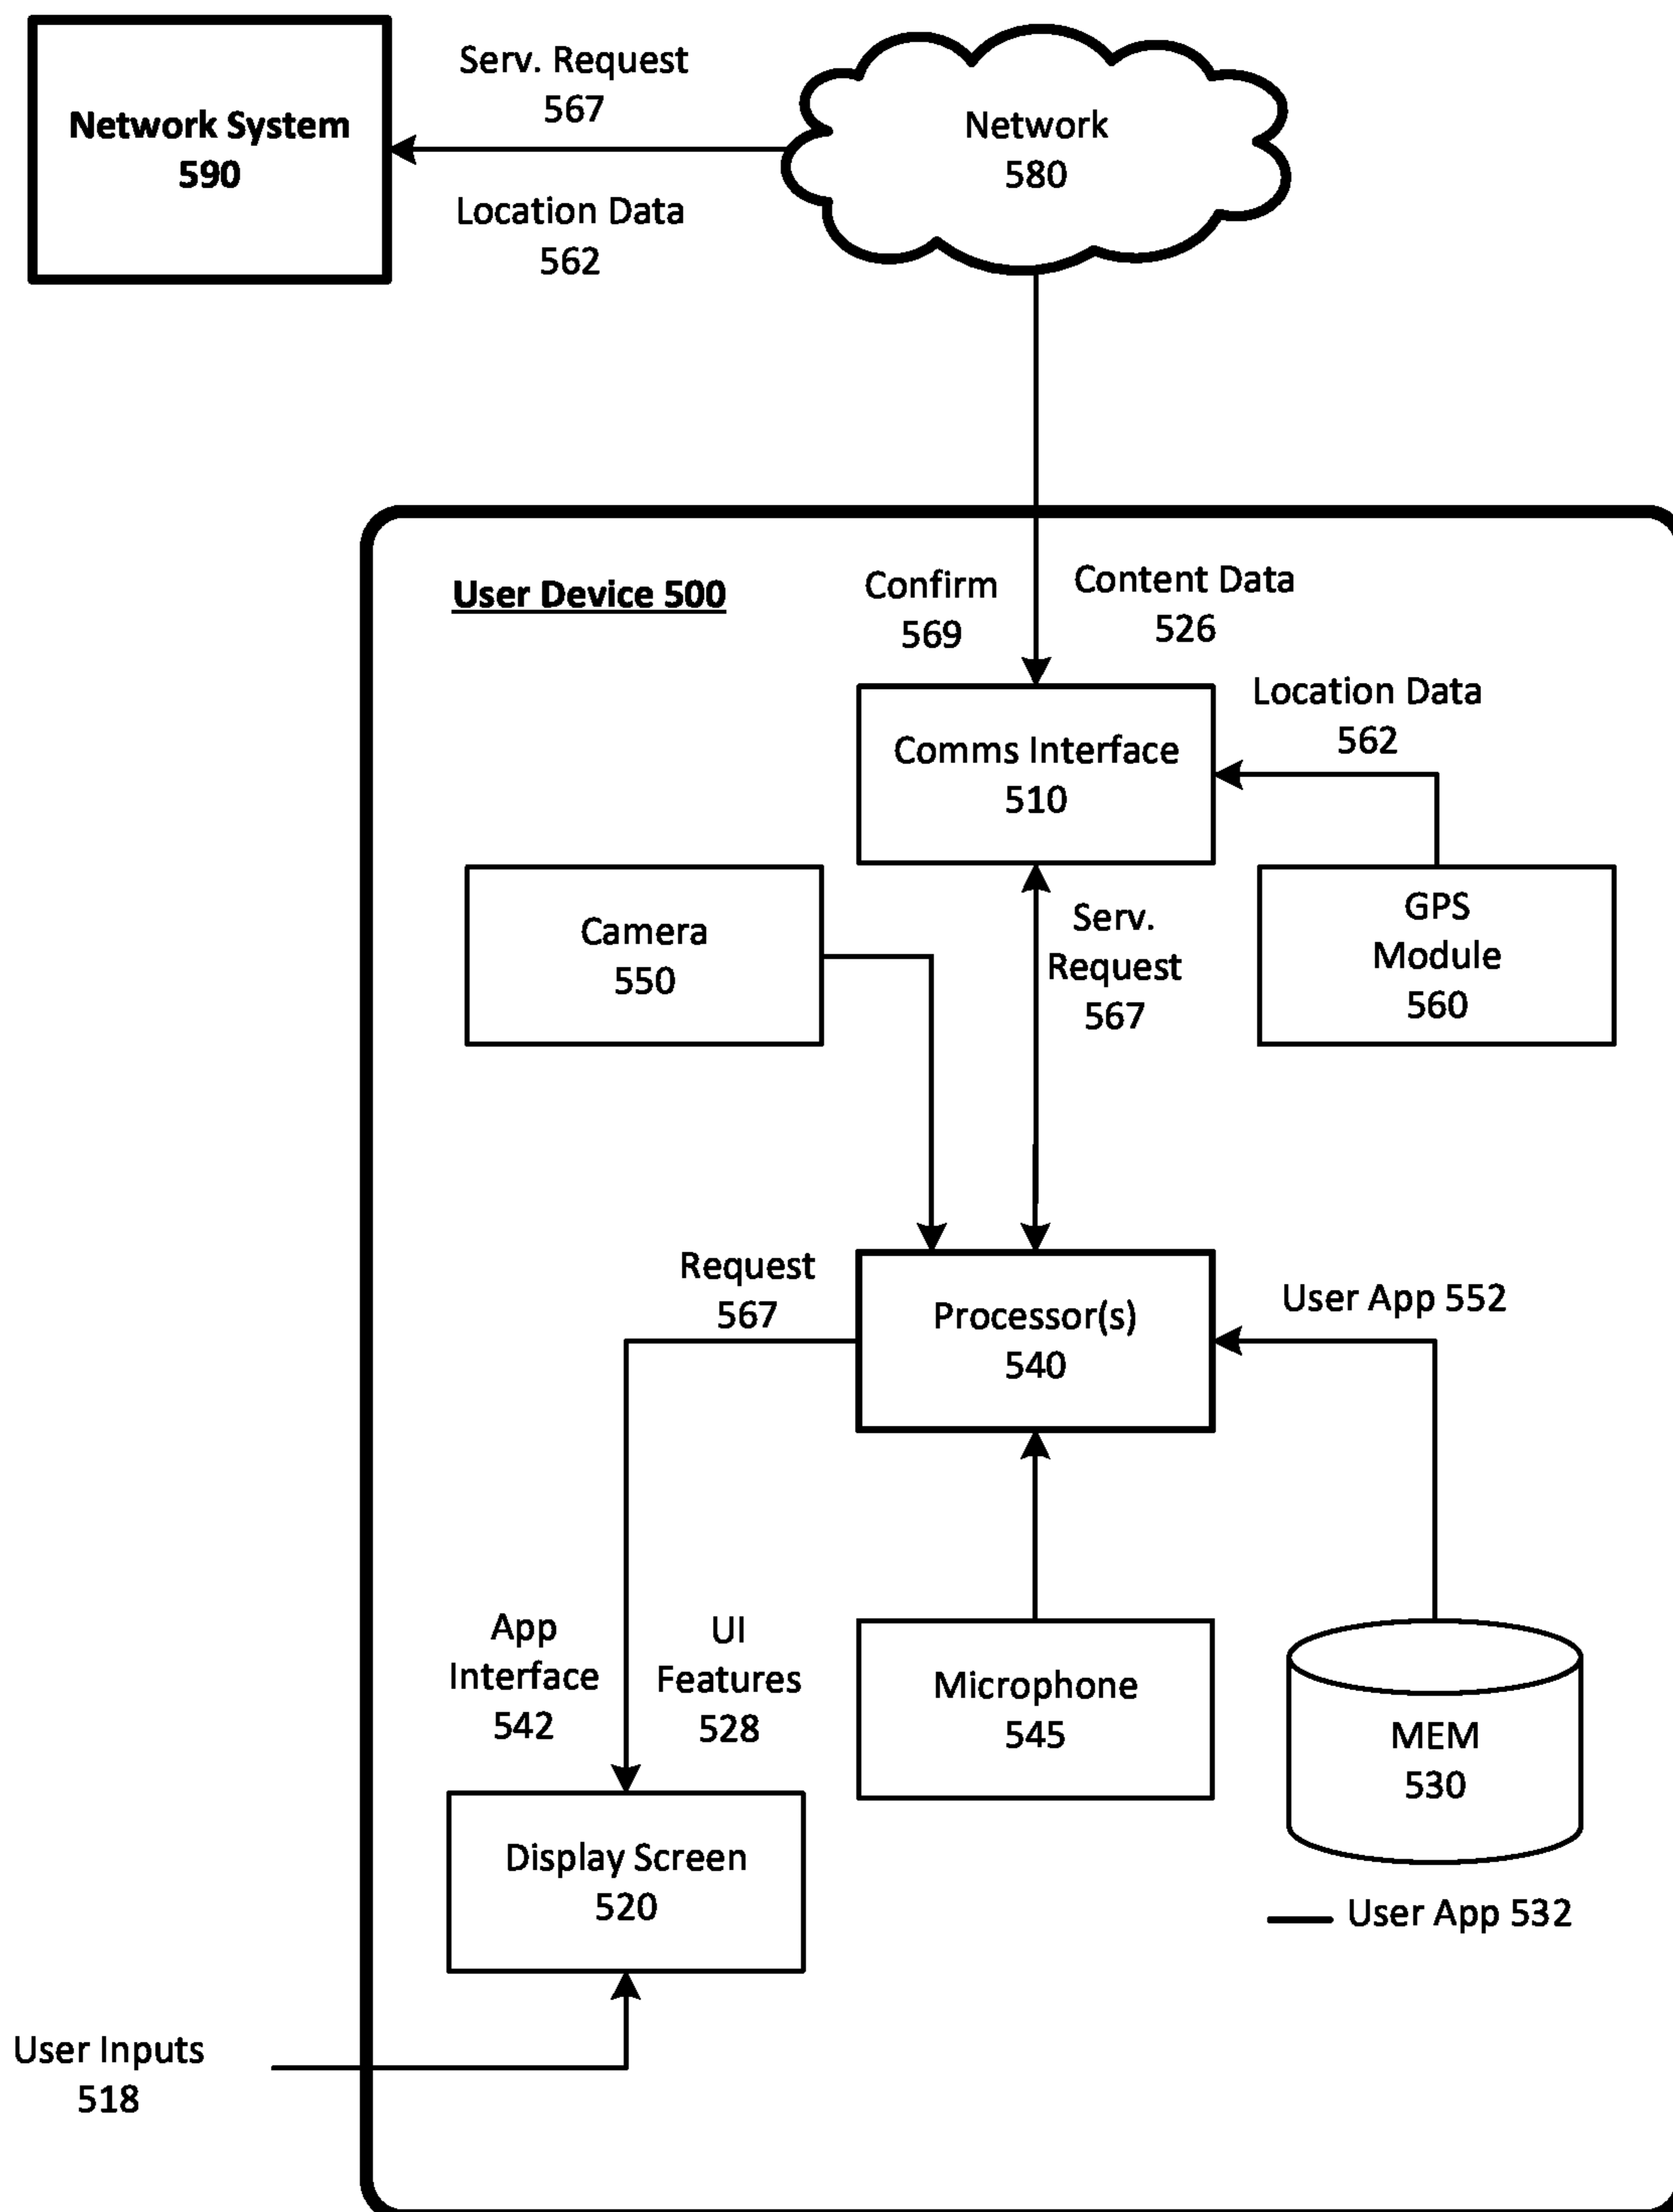 Network System
590
Serv. Request
567
Location Data
562
Network
580
User Device 500
Confirm
569
Content Data
526
Comms Interface
510
Location Data
562
Camera
550
Serv.
Request
567
GPS
Module
560
Request
567
Processor(s)
540
User App 552
App
Interface
542
UI
Features
528
Microphone
545
MEM
530
Display Screen
520
User App 532
User Inputs
518